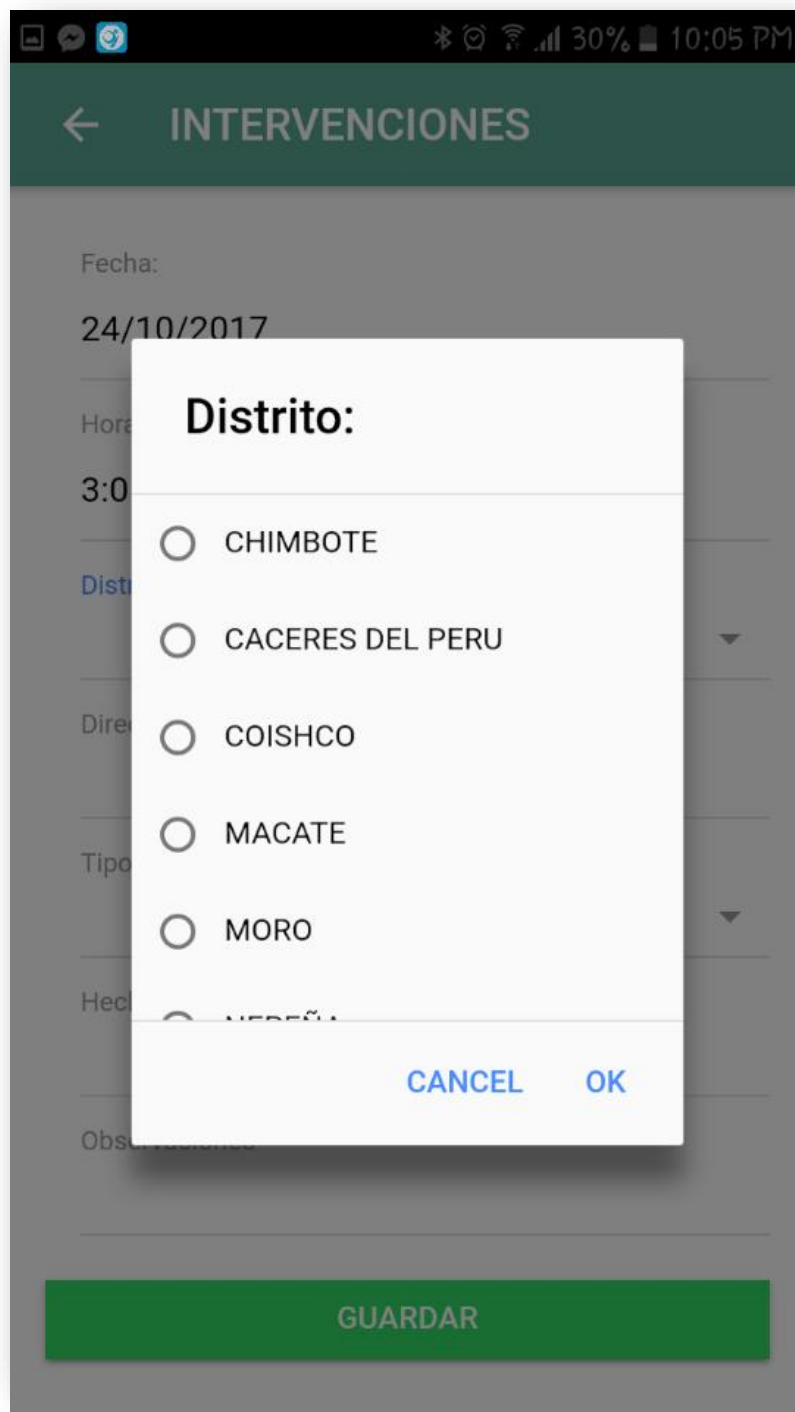 30% 10:05 PM
INTERVENCIONES
Fecha:
24/10/2017
Distrito:
CHIMBOTE
CACERES DEL PERU
COISHCO
MACATE
MORO
CANCEL OK
GUARDAR